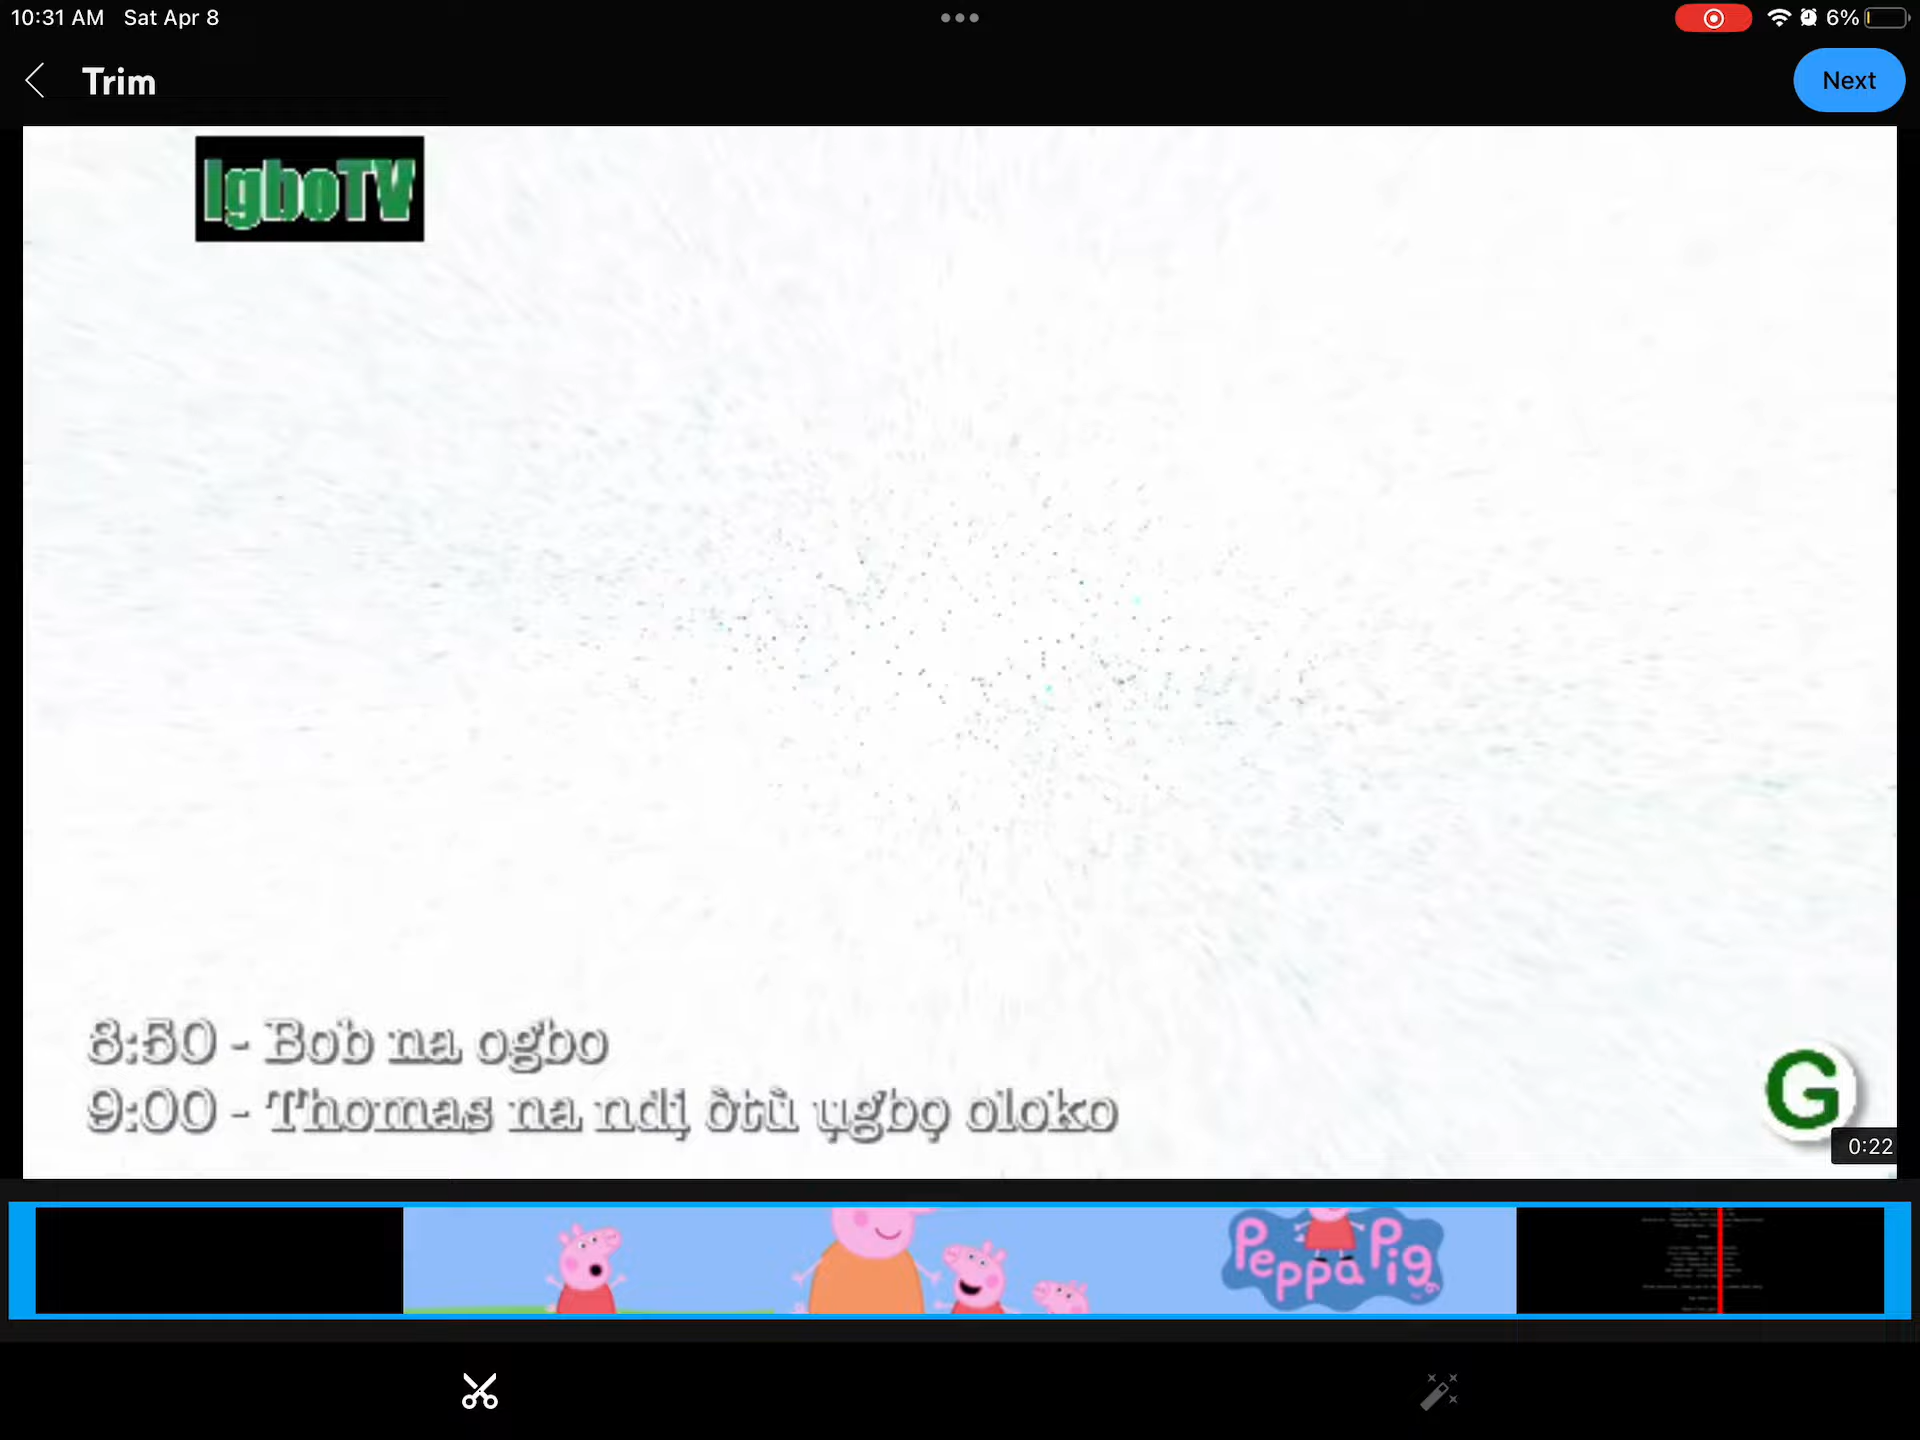 10:31 AM Sat Apr 8
6%
Trim
Next
IgboTV
8:50 - Bob na ogbo
9:00 - Thomas na ndị òtù ụgbọ oloko
G
0:22
Peppa Pig